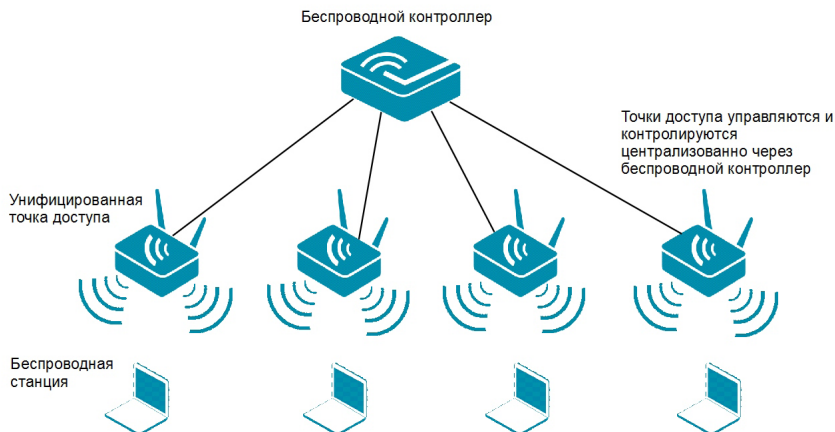 Беспроводной контроллер
Точки доступа управляются и
контролируются
централизованно через
беспроводной контроллер
Унифицированная
точка доступа
Беспроводная
станция